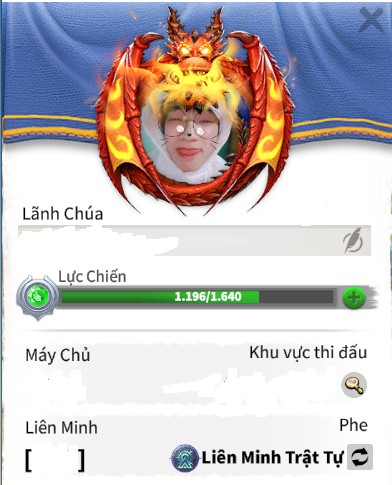 Lãnh Chúa
Lực Chiến
1.196/1.640
Máy Chủ Khu vực thi đấu
Liên Minh Phe
[ ] Liên Minh Trật Tự